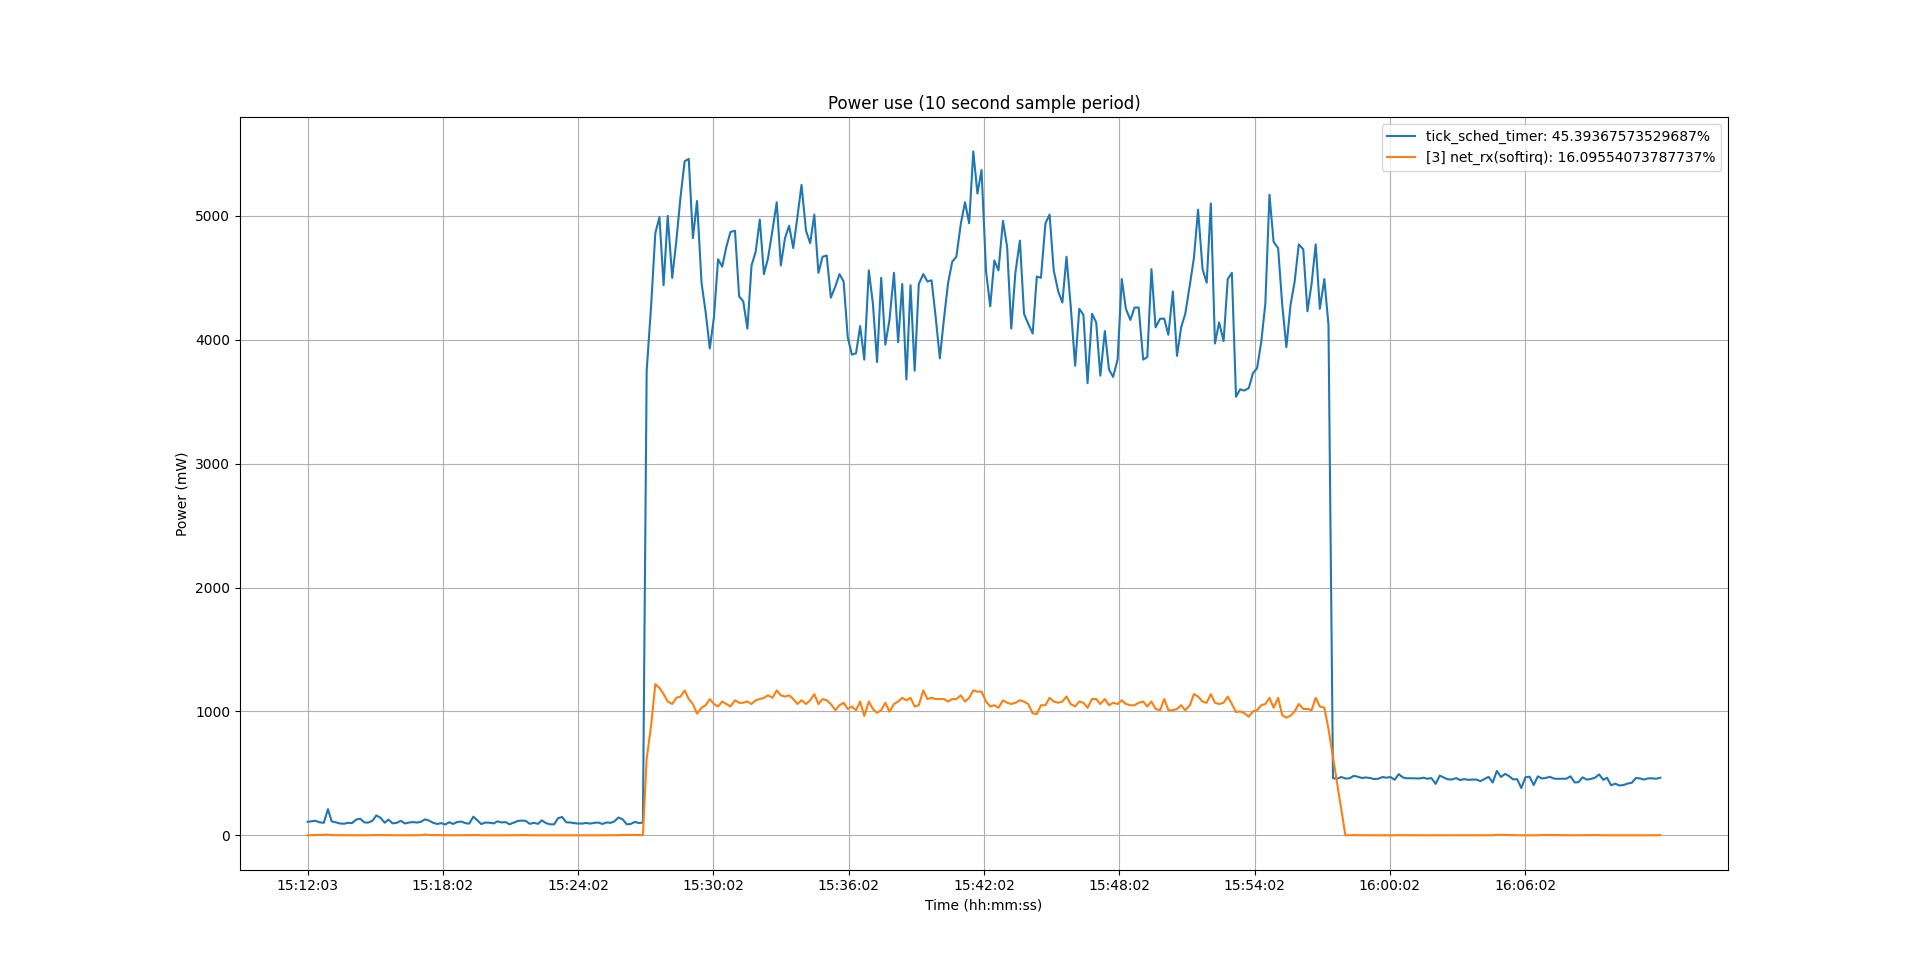 Power use (10 second sample period)
tick_sched_timer: 45.39367573529687%
[3] net_rx(softirq): 16.09554073787737%
Power (mW)
5000
4000
3000
2000
1000
0
15:12:03 15:18:02 15:24:02 15:30:02 15:36:02 15:42:02 15:48:02 15:54:02 16:00:02 16:06:02
Time (hh:mm:ss)